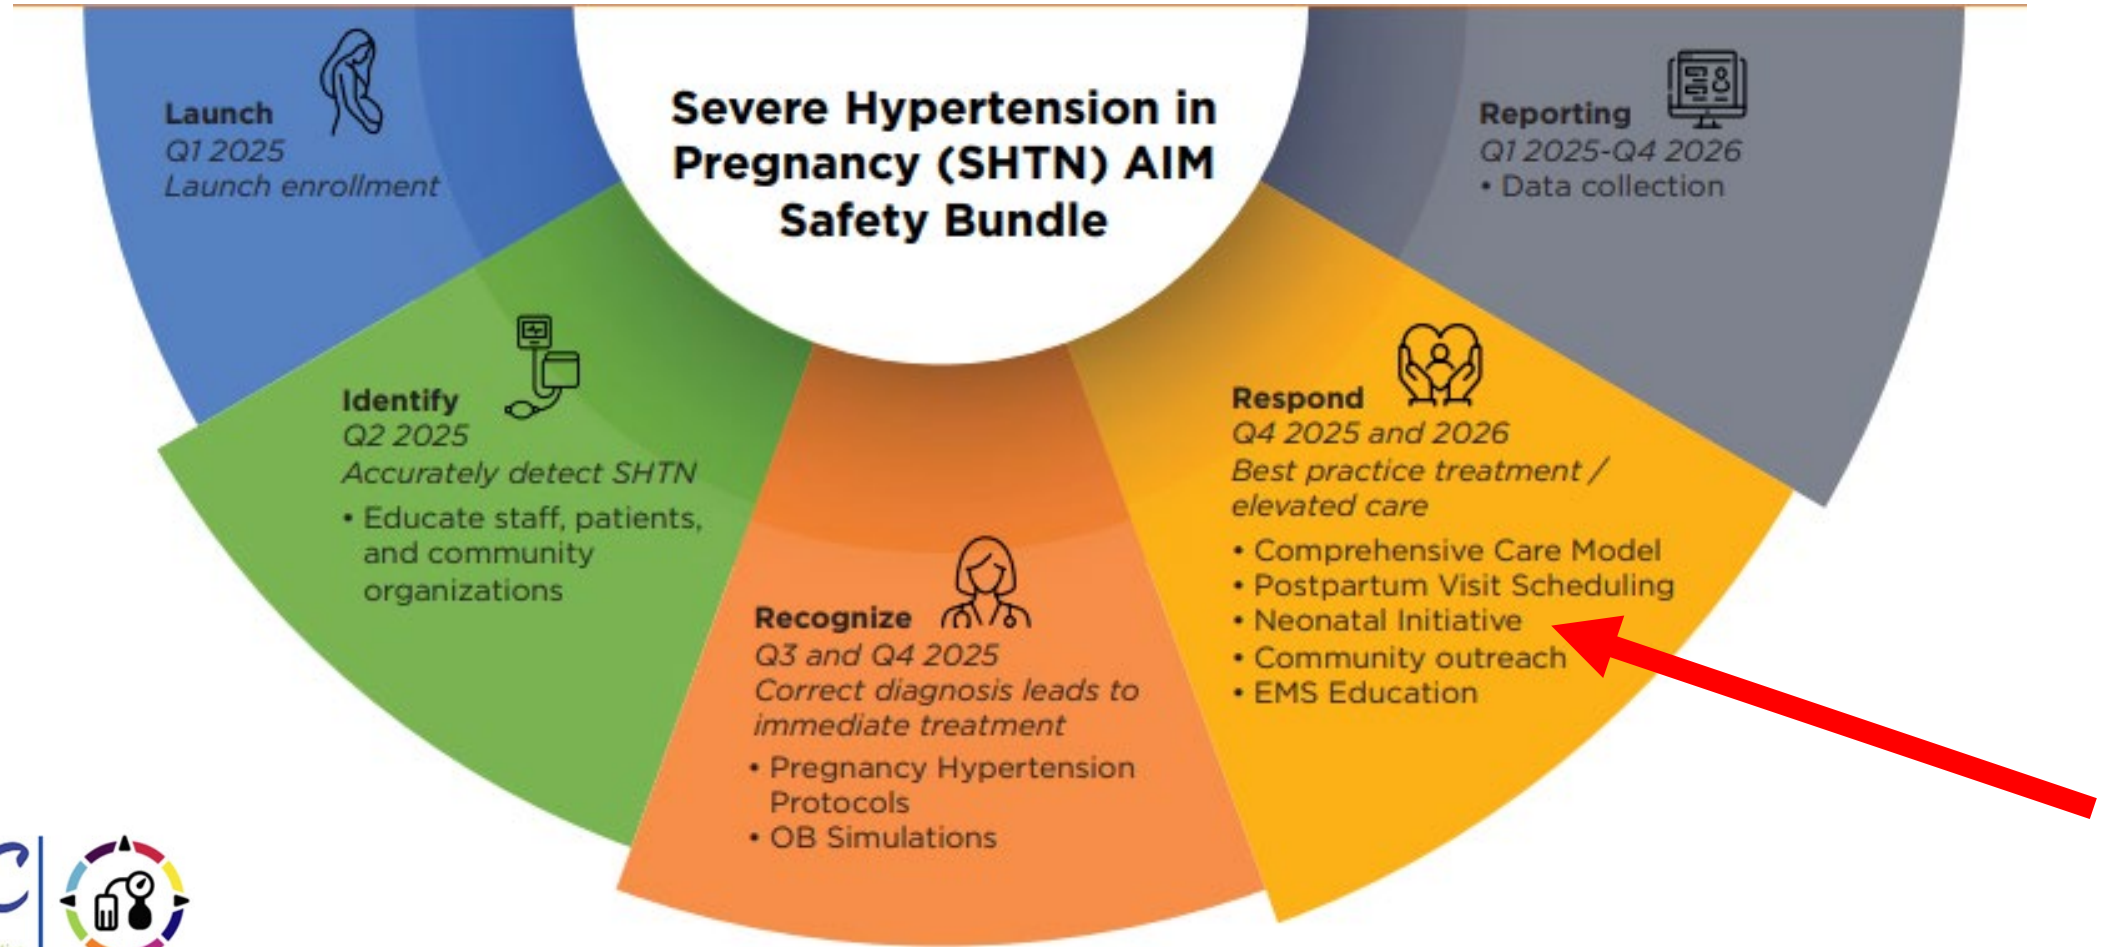 Severe Hypertension in
Pregnancy (SHTN) AIM
Safety Bundle
Launch
Q1 2025
Launch enrollment
Identify
Q2 2025
Accurately detect SHTN
• Educate staff, patients,
and community
organizations
Recognize
Q3 and Q4 2025
Correct diagnosis leads to
immediate treatment
• Pregnancy Hypertension
Protocols
• OB Simulations
Respond
Q4 2025 and 2026
Best practice treatment /
elevated care
• Comprehensive Care Model
• Postpartum Visit Scheduling
• Neonatal Initiative
• Community outreach
• EMS Education
Reporting
Q1 2025-Q4 2026
• Data collection